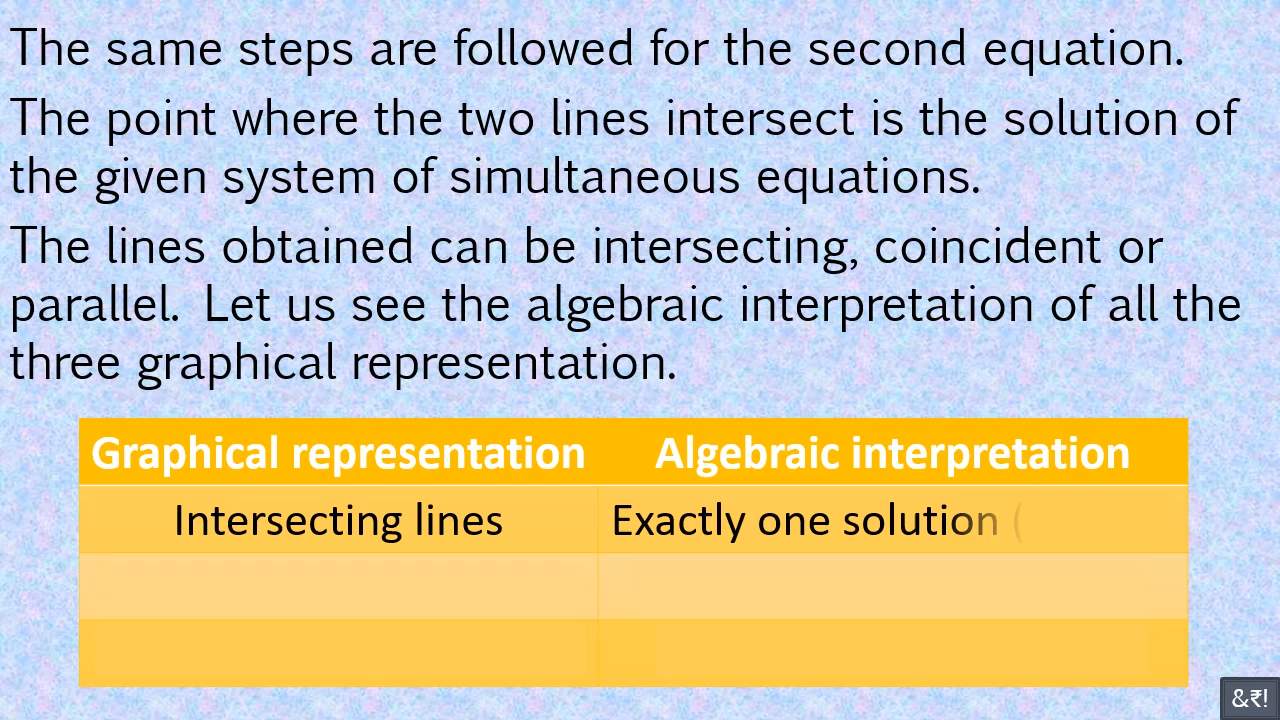 The same steps are followed for the second equation.
The point where the two lines intersect is the solution of
the given system of simultaneous equations.
The lines obtained can be intersecting, coincident or
parallel. Let us see the algebraic interpretation of all the
three graphical representation.
Graphical representation Algebraic interpretation
Intersecting lines Exactly one solution (
&₹!